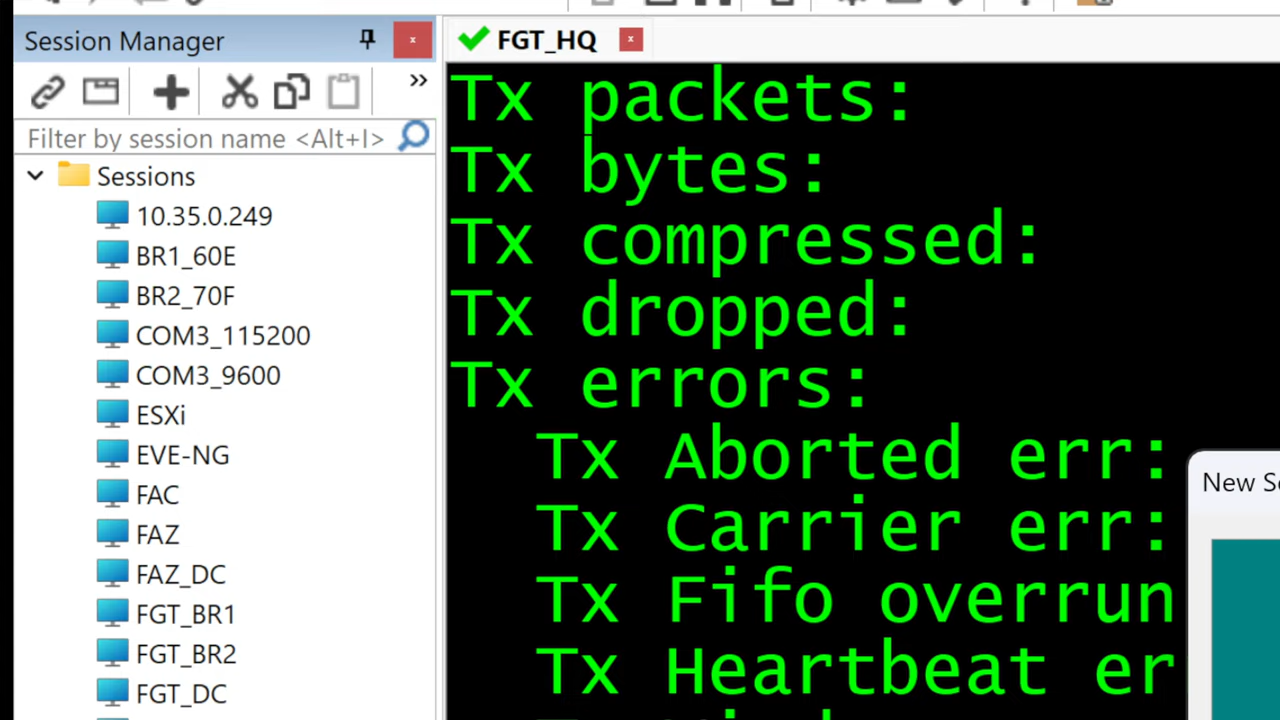 Session Manager
Filter by session name <Alt+I>
Sessions
10.35.0.249
BR1_60E
BR2_70F
COM3_115200
COM3_9600
ESXi
EVE-NG
FAC
FAZ
FAZ_DC
FGT_BR1
FGT_BR2
FGT_DC
FGT_HQ
Tx packets:
Tx bytes:
Tx compressed:
Tx dropped:
Tx errors:
Tx Aborted err:
Tx Carrier err:
Tx Fifo overrun
Tx Heartbeat er
New Se